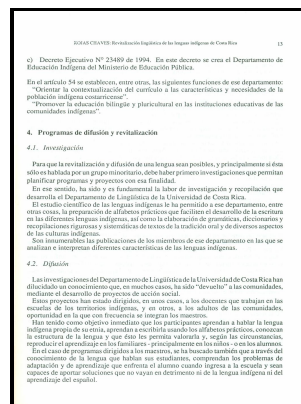 ROJAS CHAVES: Revitalización lingüística de las lenguas indígenas de Costa Rica 15
c) Decreto Ejecutivo Nº 23489 de 1994. En este decreto se crea el Departamento de
Educación Indígena del Ministerio de Educación Pública.
En el artículo 54 se establecen, entre otras, las siguientes funciones de ese departamento:
"Orientar la contextualización del currículo a las características y necesidades de la
población indígena costarricense".
"Promover la educación bilingüe y pluricultural en las instituciones educativas de las
comunidades indígenas".
4. Programas de difusión y revitalización
4.1. Investigación
Para que la revitalización y difusión de una lengua sean posibles, y principalmente si ésta
sólo es hablada por un grupo minoritario, debe haber primero investigaciones que permitan
planificar programas y proyectos con esa finalidad.
En ese sentido, ha sido y es fundamental la labor de investigación y recopilación que
desarrolla el Departamento de Lingüística de la Universidad de Costa Rica.
El estudio científico de las lenguas indígenas le ha permitido a ese departamento, entre
otras cosas, la preparación de alfabetos prácticos que faciliten el desarrollo de la escritura
en las diferentes lenguas indígenas, así como la elaboración de gramáticas, diccionarios y
recopilaciones rigurosas y sistemáticas de textos de la tradición oral y de diversos aspectos
de las culturas indígenas.
Son innumerables las publicaciones de los miembros de ese departamento en las que se
analizan e interpretan diferentes características de las lenguas indígenas.
4.2. Difusión
Las investigaciones del Departamento de Lingüística de la Universidad de Costa Rica han
dilucidado un conocimiento que, en muchos casos, ha sido "devuelto" a las comunidades,
mediante el desarrollo de proyectos de acción social.
Estos proyectos han estado dirigidos, en unos casos, a los docentes que trabajan en las
escuelas de los territorios indígenas, y en otros, a los adultos de las comunidades,
oportunidad en la que con frecuencia se integran los maestros.
Han tenido como objetivo inmediato que los participantes aprendan a hablar la lengua
indígena propia de su etnia, aprendan a escribirla usando los alfabetos prácticos, conozcan
la estructura de la lengua y que ésto les permita valorarla y, según las circunstancias,
reproducir el aprendizaje en los familiares - principalmente en los niños - o en los alumnos.
En el caso de programas dirigidos a los maestros, se ha buscado también que a través del
conocimiento de la lengua que hablan sus estudiantes, comprendan los problemas de
adaptación y de aprendizaje que enfrenta el alumno cuando ingresa a la escuela y sean
capaces de aportar soluciones que no vayan en detrimento ni de la lengua indígena ni del
aprendizaje del español.